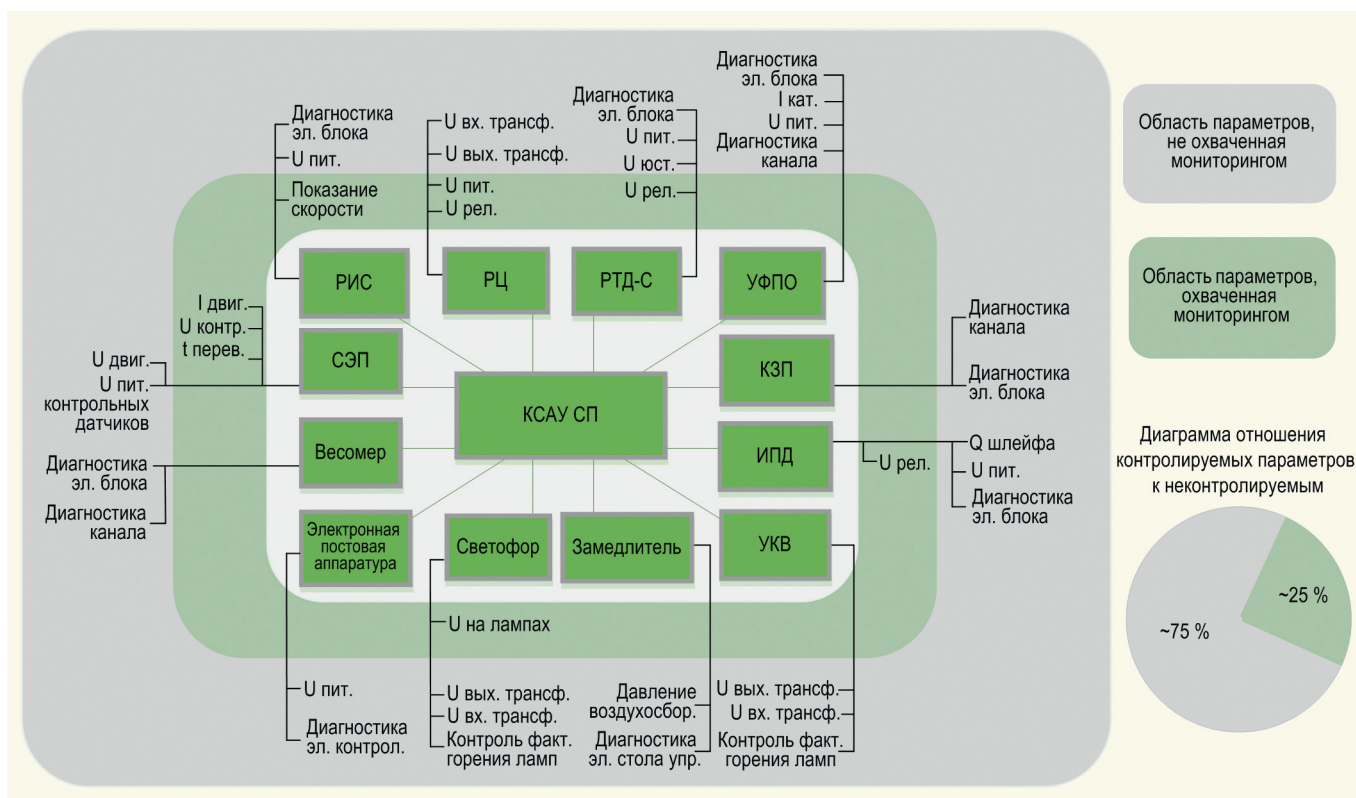 Диагностика
эл. блока
U пит.
Показание
скорости
U вх. трансф.
U вых. трансф.
U пит.
U рел.
Диагностика
эл. блока
U пит.
U юст.
U рел.
Диагностика
эл. блока
I кат.
U пит.
Диагностика
канала
Область параметров,
не охваченная
мониторингом
Область параметров,
охваченная
мониторингом
РИС
РЦ
РТД-С
УФПО
I двиг.
U контр.
t перев.
U двиг.
U пит.
контрольных
датчиков
СЭП
КСАУ СП
КЗП
Диагностика
канала
Диагностика
эл. блока
Диагностика
эл. блока
Диагностика
канала
Весомер
ИПД
U рел.
Q шлейфа
U пит.
Диагностика
эл. блока
Электронная
постовая
аппаратура
Светофор
Замедлитель
УКВ
U пит.
Диагностика
эл. контрол.
U на лампах
U вых. трансф.
U вх. трансф.
Контроль факт.
горения ламп
Давление
воздухосбор.
Диагностика
эл. стола упр.
U вых. трансф.
U вх. трансф.
Контроль факт.
горения ламп
Диаграмма отношения
контролируемых параметров
к неконтролируемым
~25 %
~75 %